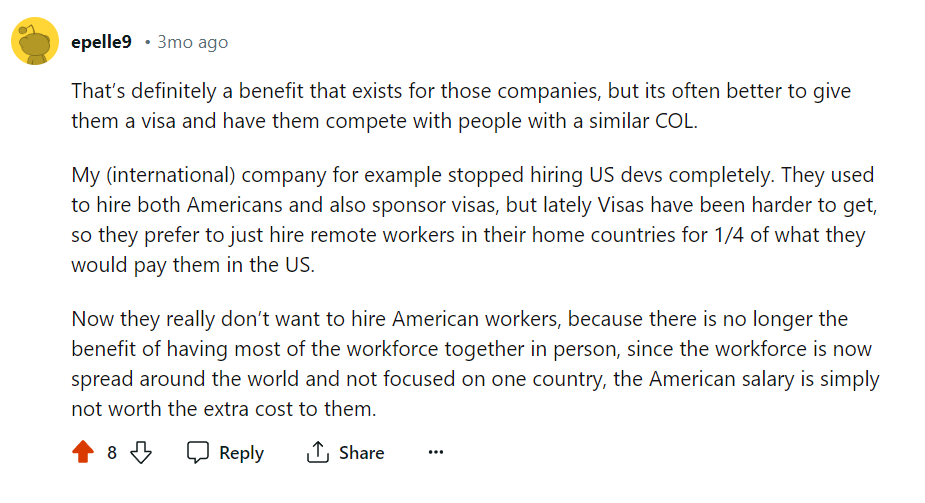 epelle9 • 3mo ago
That’s definitely a benefit that exists for those companies, but its often better to give
them a visa and have them compete with people with a similar COL.
My (international) company for example stopped hiring US devs completely. They used
to hire both Americans and also sponsor visas, but lately Visas have been harder to get,
so they prefer to just hire remote workers in their home countries for 1/4 of what they
would pay them in the US.
Now they really don’t want to hire American workers, because there is no longer the
benefit of having most of the workforce together in person, since the workforce is now
spread around the world and not focused on one country, the American salary is simply
not worth the extra cost to them.
8 Reply Share ...